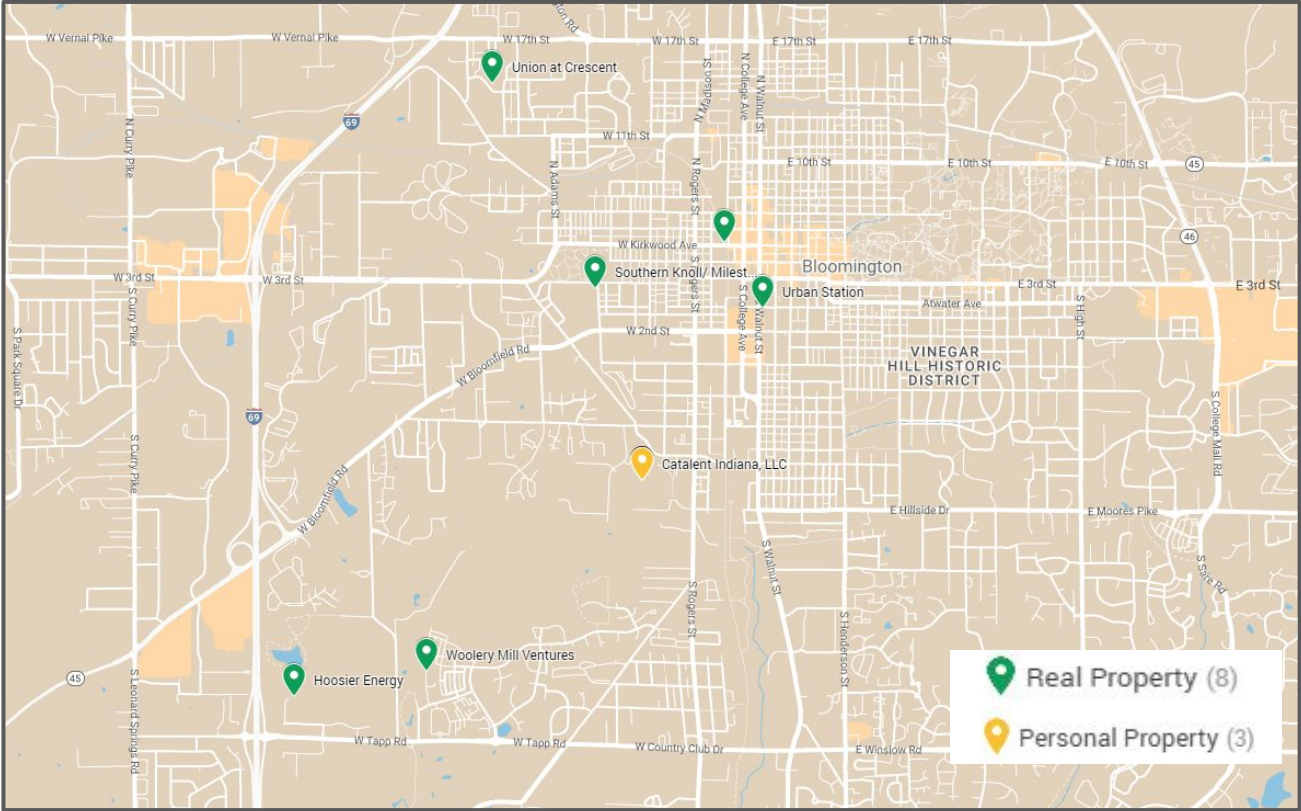 W Vernal Pike
W Vernal Pike
W 17th St
W 17th St
E 17th St
E 17th St
Union at Crescent
N Madison St
N College Ave
N Walnut St
69
N Curry Pike
W 11th St
E 10th St
E 10th St
E 10th St
45
N Adams St
N Rogers St
W Kirkwood Ave
46
Southern Knoll/ Milest...
Bloomington
W 3rd St
W 3rd St
E 3rd St
E 3rd St
Urban Station
Atwater Ave
S Rogers St
S College Ave
S Walnut St
S High St
S Curry Pike
W 2nd St
S Park Square Dr
W Bloomfield Rd
VINEGAR
HILL HISTORIC
DISTRICT
69
S College Mall Rd
S Curry Pike
Catalent Indiana, LLC
W Bloomfield Rd
E Hillside Dr
E Moores Pike
S Walnut St
S Sare Rd
S Rogers St
S Henderson St
Woolery Mill Ventures
Hoosier Energy
45
S Leonard Springs Rd
W Tapp Rd
W Tapp Rd
W Country Club Dr
E Winslow Rd
Real Property (8)
Personal Property (3)